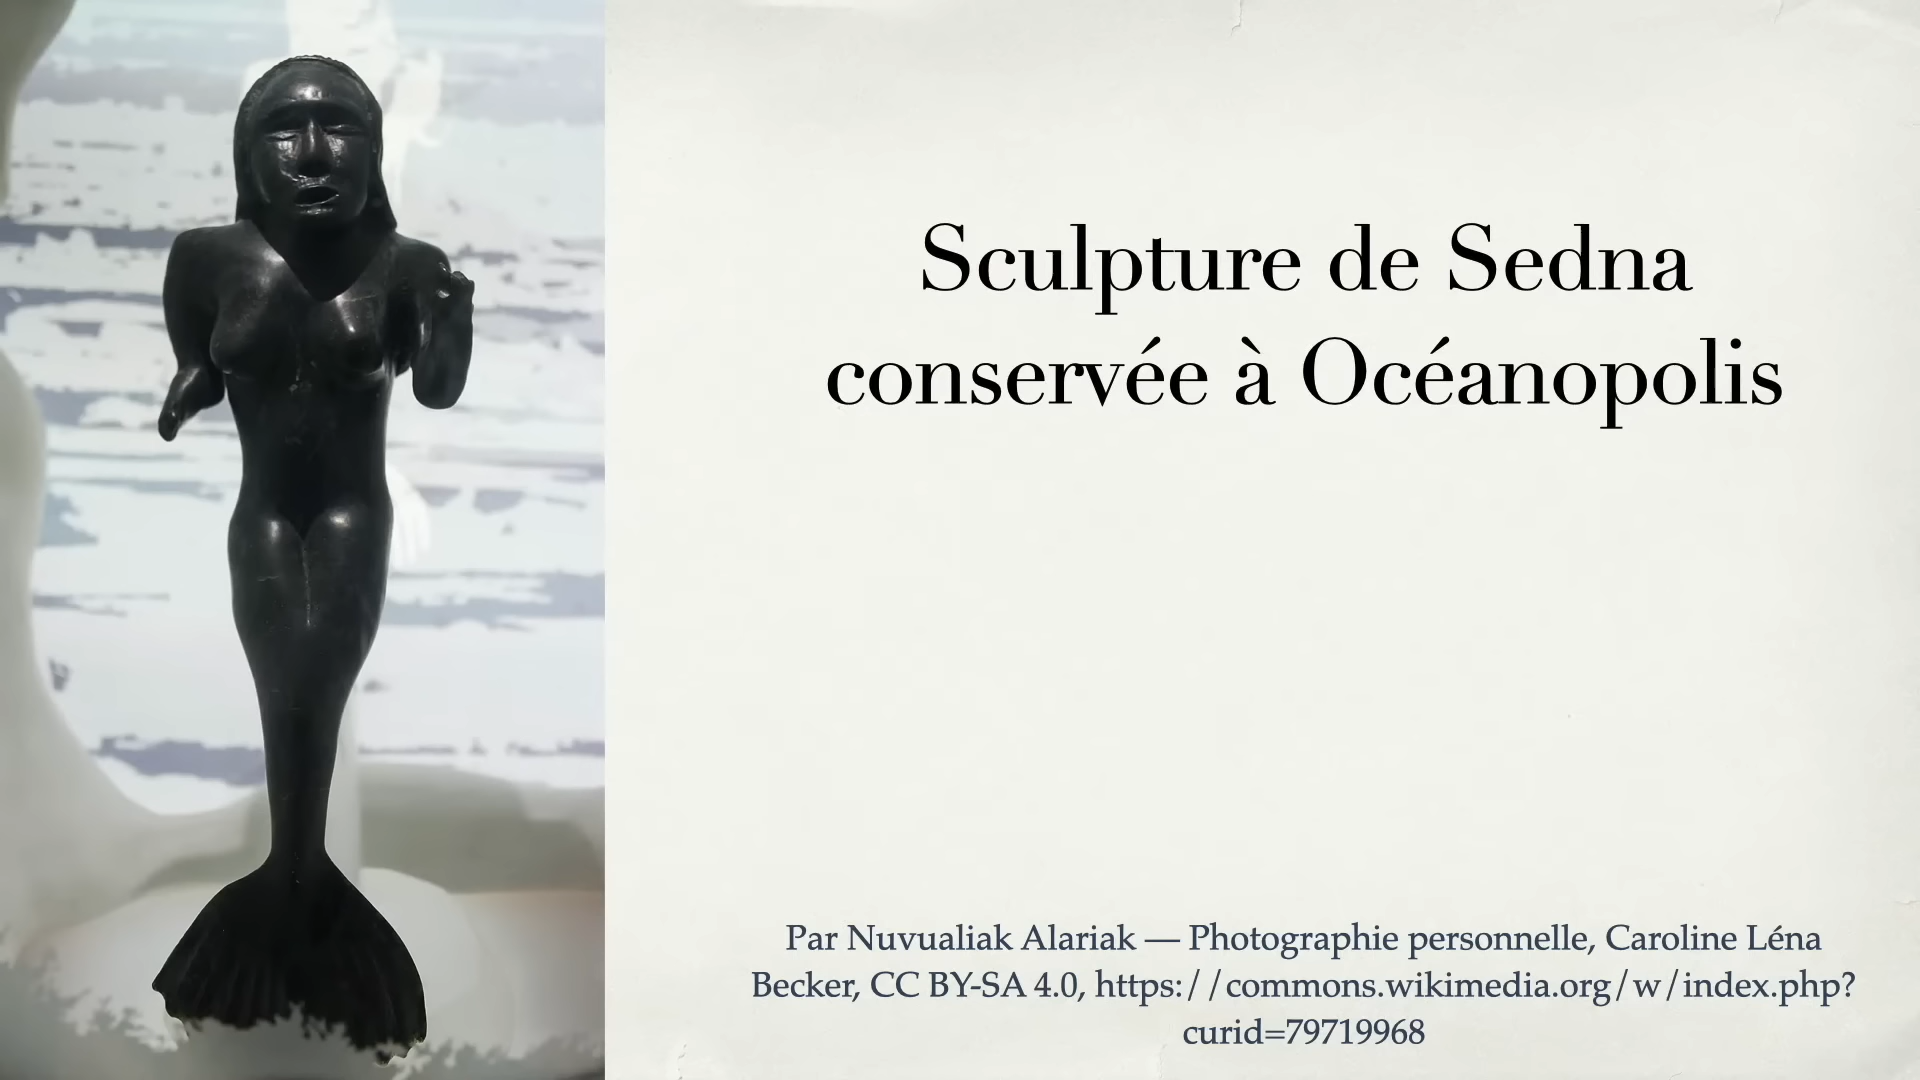 Sculpture de Sedna
conservée à Océanopolis
Par Nuvualiak Alariak — Photographie personnelle, Caroline Léna
Becker, CC BY-SA 4.0, https://commons.wikimedia.org/w/index.php?
curid=79719968